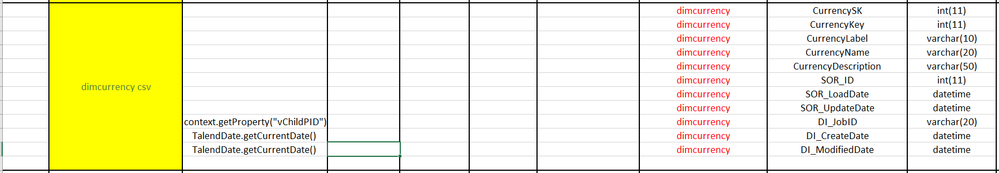 dimcurrency CurrencySK int(11)
dimcurrency CurrencyKey int(11)
dimcurrency CurrencyLabel varchar(10)
dimcurrency CurrencyName varchar(20)
dimcurrency CurrencyDescription varchar(50)
dimcurrency SOR_ID int(11)
dimcurrency csv
dimcurrency SOR_LoadDate datetime
dimcurrency SOR_UpdateDate datetime
context.getProperty("vChildPID") dimcurrency DI_JobID varchar(20)
TalendDate.getCurrentDate() dimcurrency DI_CreateDate datetime
TalendDate.getCurrentDate() dimcurrency DI_ModifiedDate datetime